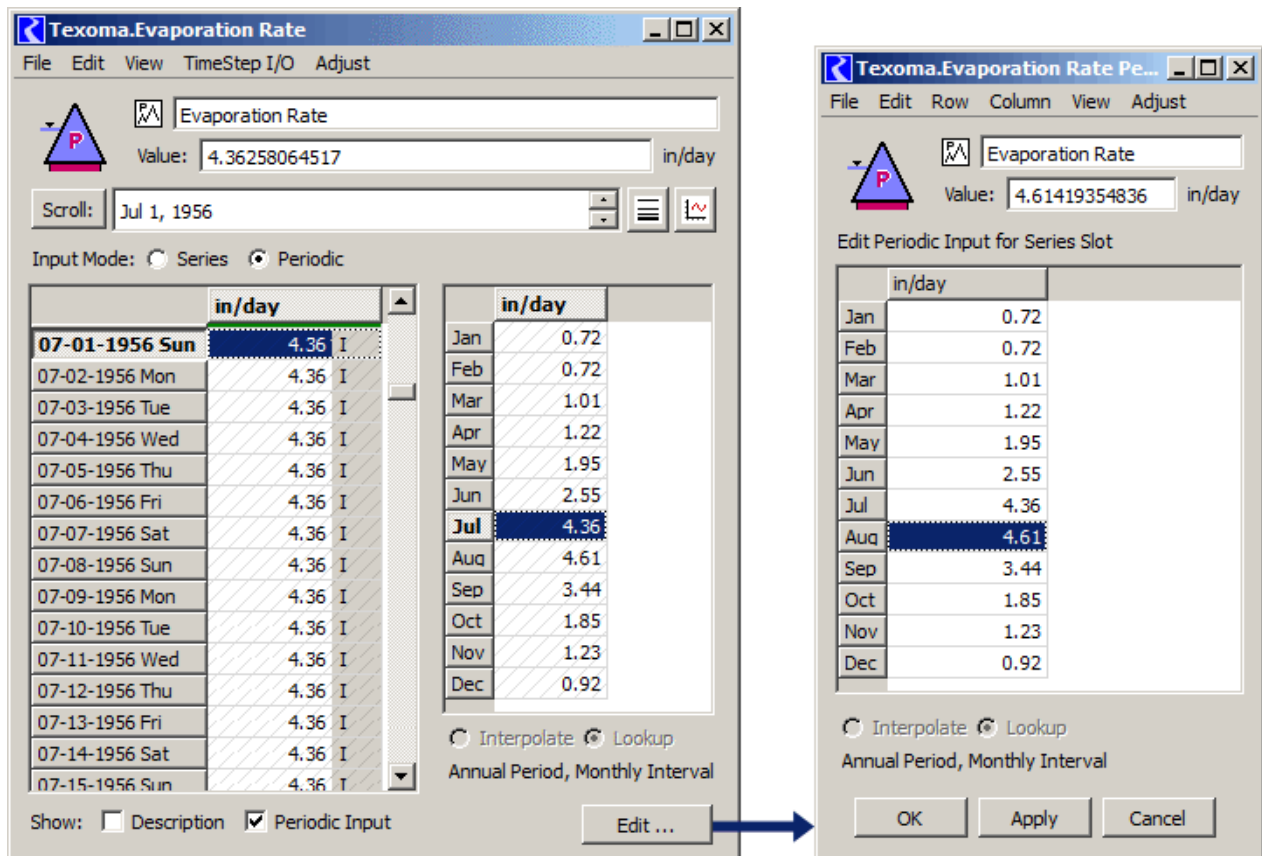 Texoma.Evaporation Rate
File Edit View TimeStep I/O Adjust
Evaporation Rate
P
Value: 4.36258064517 in/day
Scroll: Jul 1, 1956
Input Mode: Series Periodic
in/day
07-01-1956 Sun 4.36 I
07-02-1956 Mon 4.36 I
07-03-1956 Tue 4.36 I
07-04-1956 Wed 4.36 I
07-05-1956 Thu 4.36 I
07-06-1956 Fri 4.36 I
07-07-1956 Sat 4.36 I
07-08-1956 Sun 4.36 I
07-09-1956 Mon 4.36 I
07-10-1956 Tue 4.36 I
07-11-1956 Wed 4.36 I
07-12-1956 Thu 4.36 I
07-13-1956 Fri 4.36 I
07-14-1956 Sat 4.36 I
07-15-1956 Sun 4.36 I
in/day
Jan 0.72
Feb 0.72
Mar 1.01
Apr 1.22
May 1.95
Jun 2.55
Jul 4.36
Aug 4.61
Sep 3.44
Oct 1.85
Nov 1.23
Dec 0.92
Interpolate Lookup
Annual Period, Monthly Interval
Show: Description Periodic Input
Edit ...
Texoma.Evaporation Rate Pe...
File Edit Row Column View Adjust
P
Evaporation Rate
P
Value: 4.61419354836 in/day
Edit Periodic Input for Series Slot
in/day
Jan 0.72
Feb 0.72
Mar 1.01
Apr 1.22
May 1.95
Jun 2.55
Jul 4.36
Aug 4.61
Sep 3.44
Oct 1.85
Nov 1.23
Dec 0.92
Interpolate Lookup
Annual Period, Monthly Interval
OK Apply Cancel